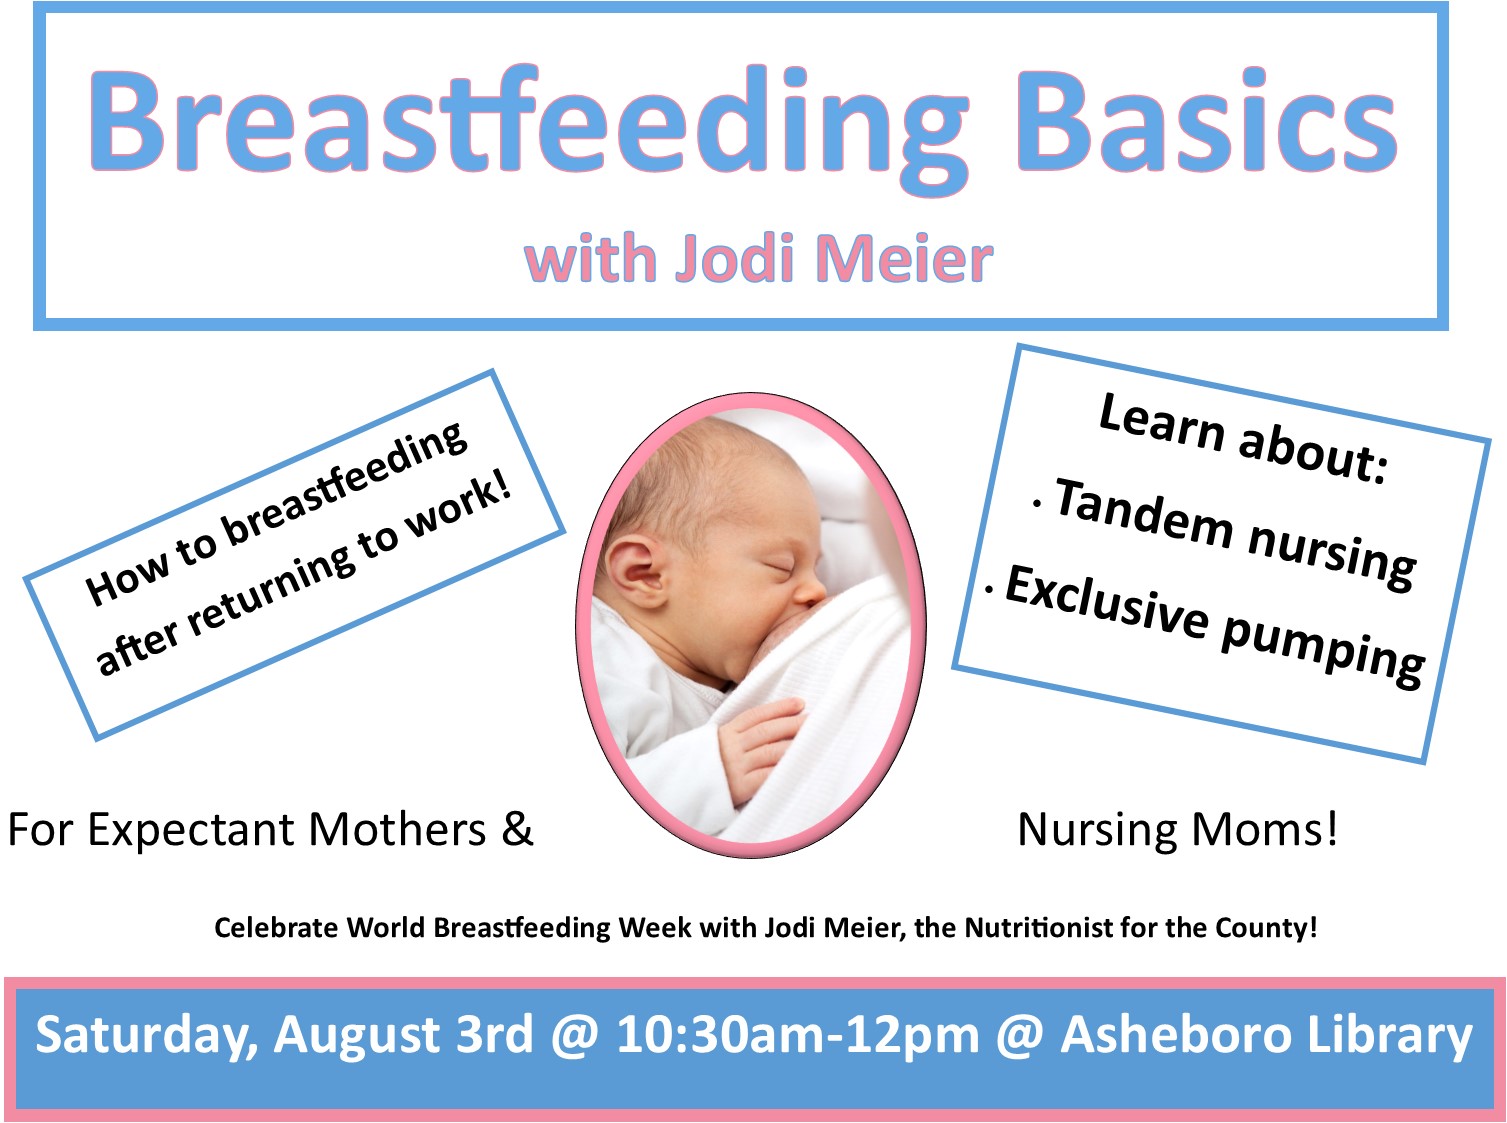 Breastfeeding Basics
with Jodi Meier
How to breastfeeding
after returning to work!
Learn about:
. Tandem nursing
. Exclusive pumping
For Expectant Mothers &
Nursing Moms!
Celebrate World Breastfeeding Week with Jodi Meier, the Nutritionist for the County!
Saturday, August 3rd @ 10:30am-12pm @ Asheboro Library